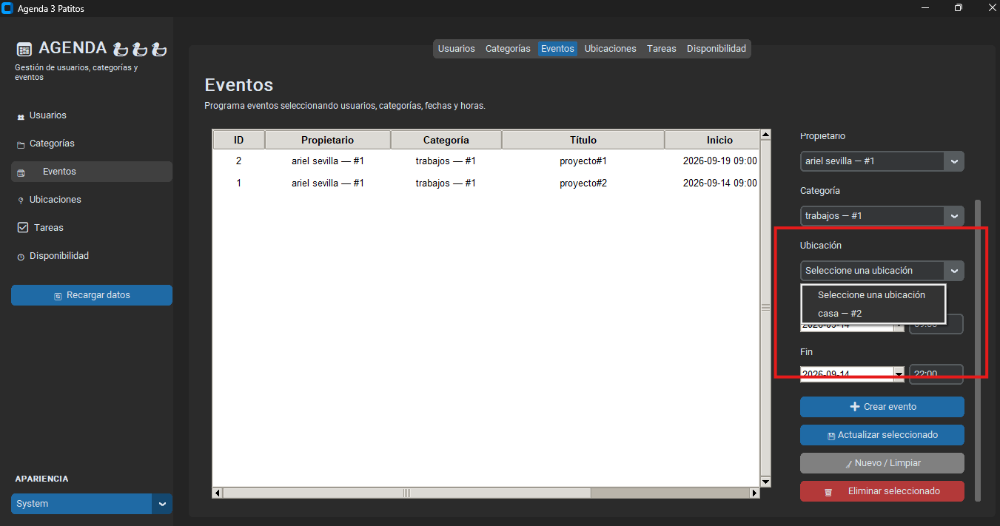 Agenda 3 Patitos
AGENDA
Gestión de usuarios, categorías y
eventos
Usuarios
Categorías
Eventos
Ubicaciones
Tareas
Disponibilidad
Recargar datos
APARIENCIA
System
Usuarios Categorías Eventos Ubicaciones Tareas Disponibilidad
Eventos
Programa eventos seleccionando usuarios, categorías, fechas y horas.
ID Propietario Categoría Título Inicio
2 ariel sevilla — #1 trabajos — #1 proyecto#1 2026-09-19 09:00
1 ariel sevilla — #1 trabajos — #1 proyecto#2 2026-09-14 09:00
Propietario
ariel sevilla — #1
Categoría
trabajos — #1
Ubicación
Seleccione una ubicación
Seleccione una ubicación
casa — #2
2026-09-14 09:00
Fin
2026-09-14 22:00
Crear evento
Actualizar seleccionado
Nuevo / Limpiar
Eliminar seleccionado